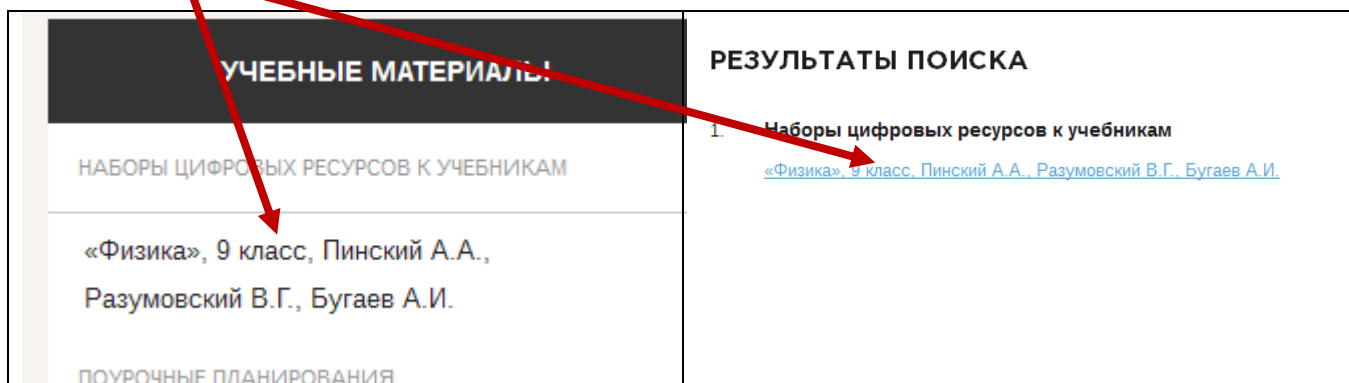 УЧЕБНЫЕ МАТЕРИАЛЫ
НАБОРЫ ЦИФРОВЫХ РЕСУРСОВ К УЧЕБНИКАМ
«Физика», 9 класс, Пинский А.А.,
Разумовский В.Г., Бугаев А.И.
ПОУРОЧНЫЕ ПЛАНИРОВАНИЯ
РЕЗУЛЬТАТЫ ПОИСКА
1. Наборы цифровых ресурсов к учебникам
«Физика», 9 класс, Пинский А.А., Разумовский В.Г., Бугаев А.И.